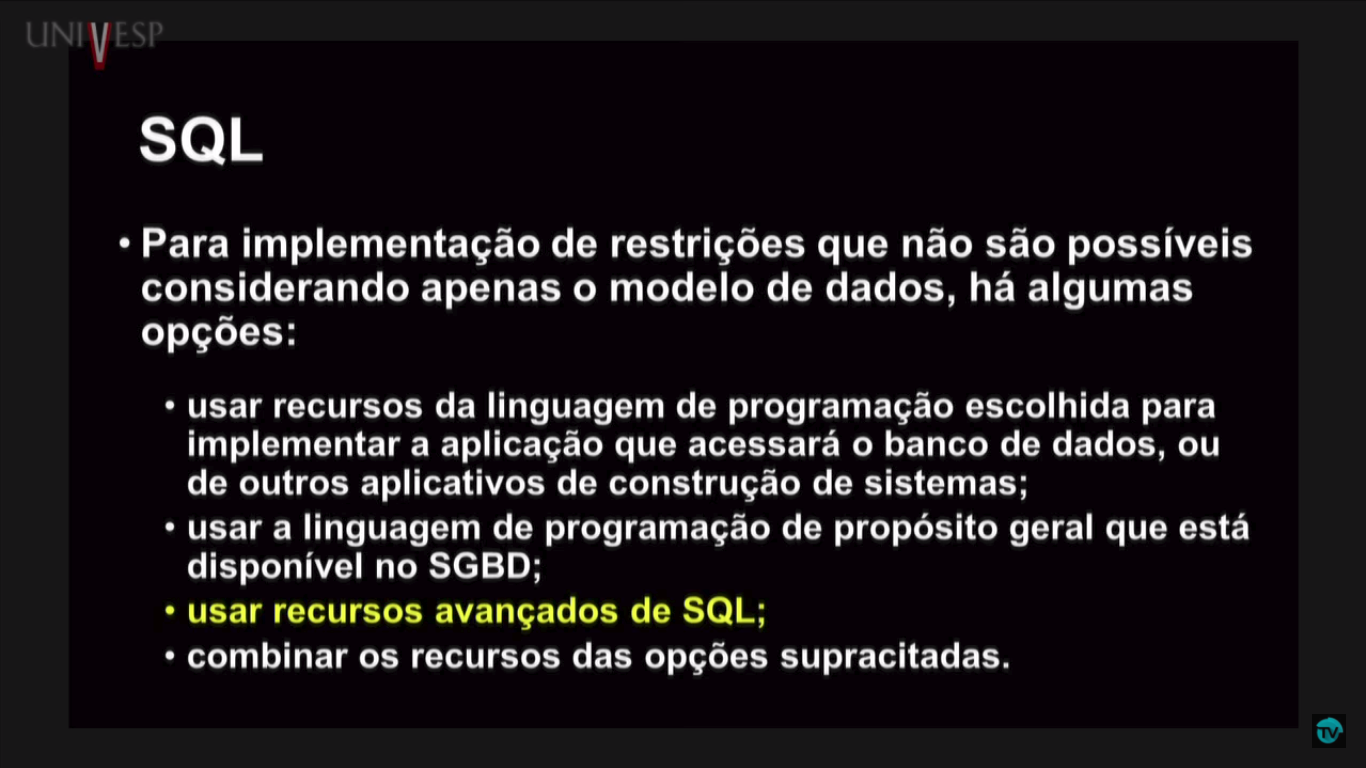 UNIVESP
SQL
• Para implementação de restrições que não são possíveis
considerando apenas o modelo de dados, há algumas
opções:
• usar recursos da linguagem de programação escolhida para
implementar a aplicação que acessará o banco de dados, ou
de outros aplicativos de construção de sistemas;
• usar a linguagem de programação de propósito geral que está
disponível no SGBD;
• usar recursos avançados de SQL;
• combinar os recursos das opções supracitadas.
TV